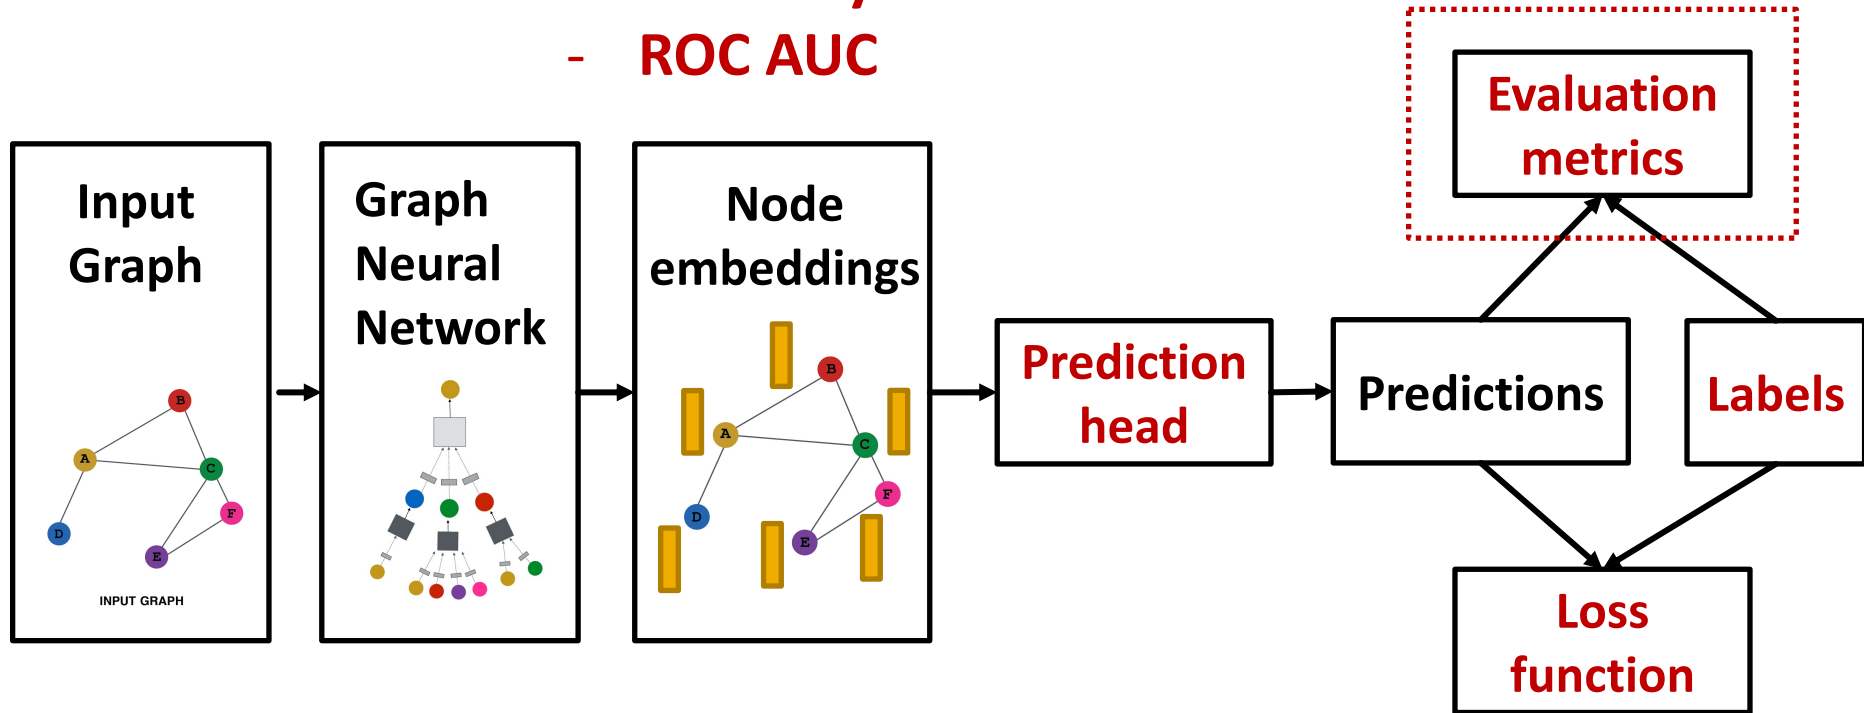 - ROC AUC
Input
Graph
B
A
C
F
D
E
INPUT GRAPH
Graph
Neural
Network
Node
embeddings
B
A
C
F
D
E
Prediction
head
Predictions
Labels
Evaluation
metrics
Loss
function